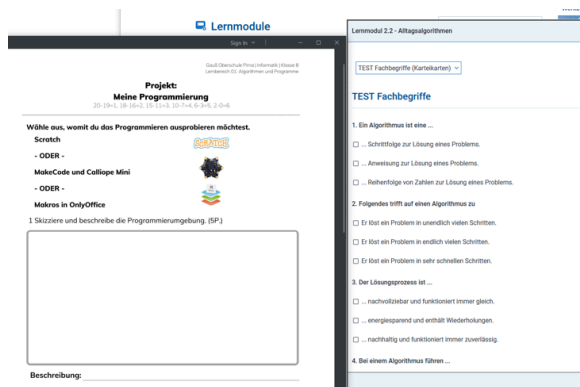 Lernmodule
Sign In
Gauß Oberschule Pirna | Informatik | Klasse 8
Lernbereich 01: Algorithmen und Programme
Projekt:
Meine Programmierung
20-19=1, 18-16=2, 15-11=3, 10-7=4, 6-3=5, 2-0=6
Wähle aus, womit du das Programmieren ausprobieren möchtest.
Scratch
SCRATCH
- ODER -
MakeCode und Calliope Mini
- ODER -
Makros in OnlyOffice
1 Skizziere und beschreibe die Programmierumgebung. (5P.)
Beschreibung:
Lernmodul 2.2 - Alltagsalgorithmen
TEST Fachbegriffe (Karteikarten)
TEST Fachbegriffe
1. Ein Algorithmus ist eine ...
... Schrittfolge zur Lösung eines Problems.
... Anweisung zur Lösung eines Problems.
... Reihenfolge von Zahlen zur Lösung eines Problems.
2. Folgendes trifft auf einen Algorithmus zu
Er löst ein Problem in unendlich vielen Schritten.
Er löst ein Problem in endlich vielen Schritten.
Er löst ein Problem in sehr schnellen Schritten.
3. Der Lösungsprozess ist ...
... nachvollziebar und funktioniert immer gleich.
... energiesparend und enthält Wiederholungen.
... nachhaltig und funktioniert immer zuverlässig.
4. Bei einem Algorithmus führen ...